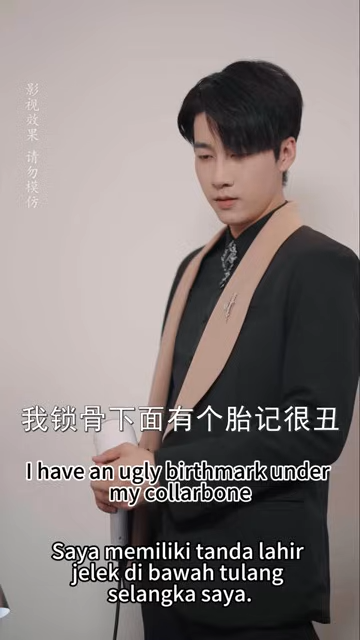 影视效果 请勿模仿
我锁骨下面有个胎记很丑
I have an ugly birthmark under
my collarbone
Saya memiliki tanda lahir
jelek di bawah tulang
selangka saya.